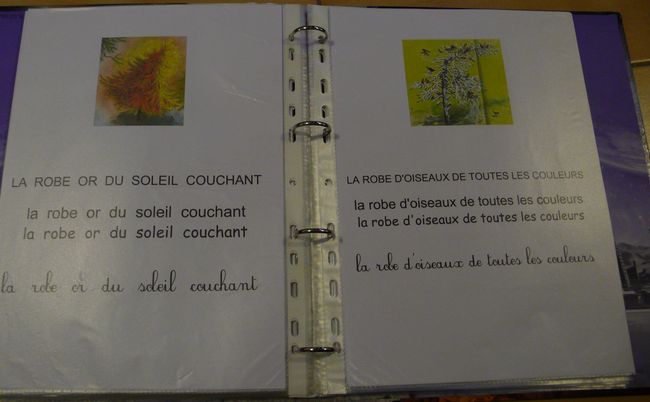 LA ROBE OR DU SOLEIL COUCHANT
la robe or du soleil couchant
la robe or du soleil couchant
la robe or du soleil couchant
LA ROBE D'OISEAUX DE TOUTES LES COULEURS
la robe d'oiseaux de toutes les couleurs
la robe d'oiseaux de toutes les couleurs
la robe d'oiseaux de toutes les couleurs